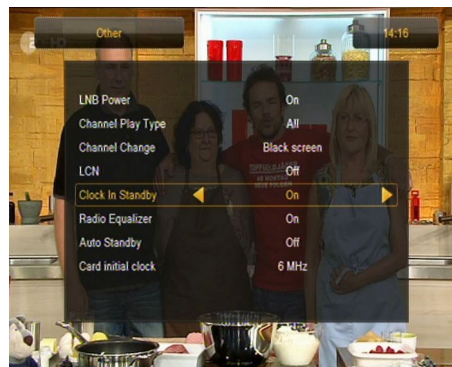 Other
14:16
LNB Power On
Channel Play Type All
Channel Change Black screen
LCN Off
Clock In Standby On
Radio Equalizer On
Auto Standby Off
Card initial clock 6 MHz